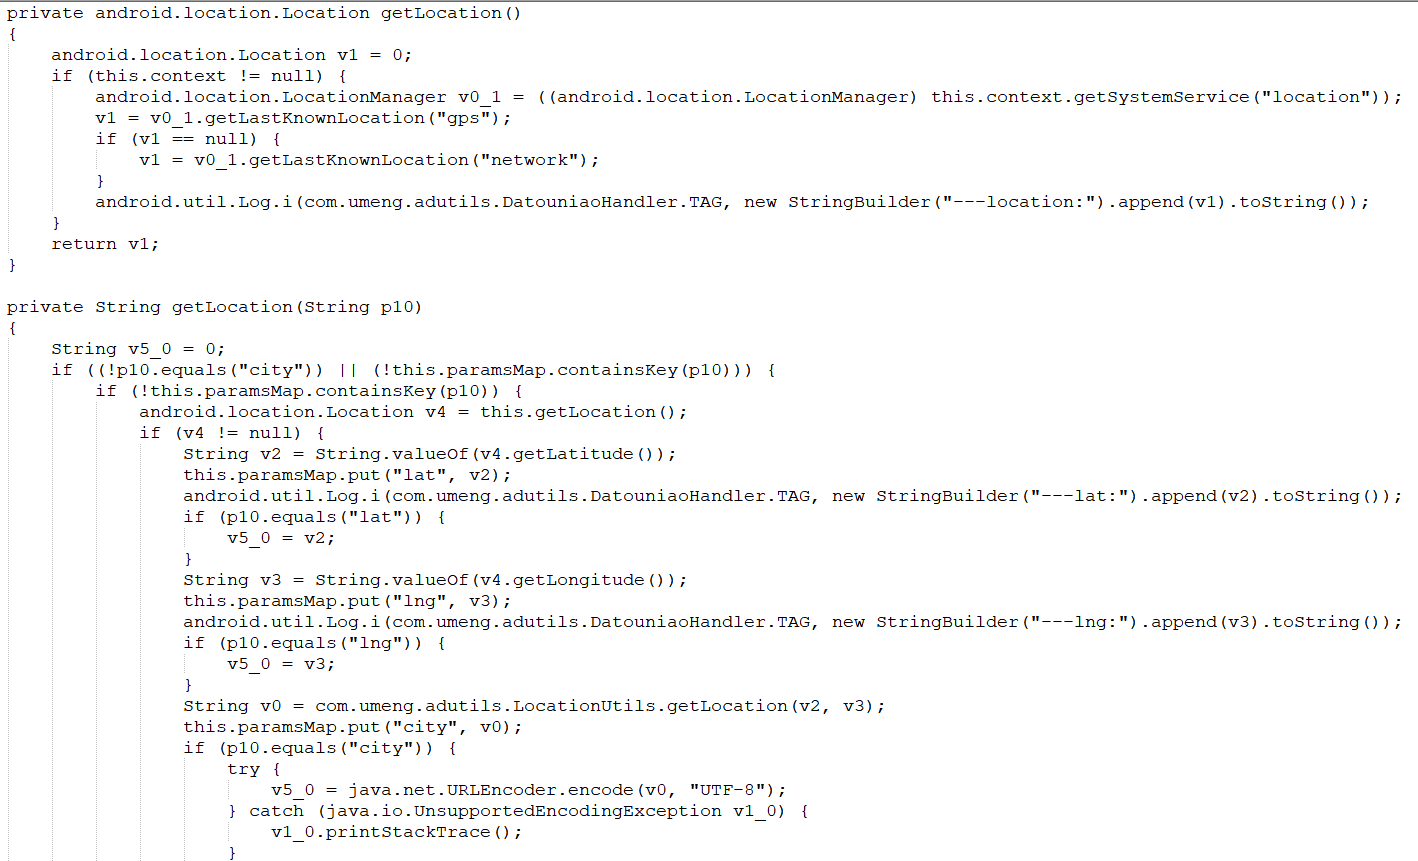 private android.location.Location getLocation()
{
    android.location.Location v1 = 0;
    if (this.context != null) {
        android.location.LocationManager v0_1 = ((android.location.LocationManager) this.context.getSystemService("location"));
        v1 = v0_1.getLastKnownLocation("gps");
        if (v1 == null) {
            v1 = v0_1.getLastKnownLocation("network");
        }
        android.util.Log.i(com.umeng.adutils.DatouniaoHandler.TAG, new StringBuilder("---location:").append(v1).toString());
    }
    return v1;
}

private String getLocation(String p10)
{
    String v5_0 = 0;
    if ((!p10.equals("city")) || (!this.paramsMap.containsKey(p10))) {
        if (!this.paramsMap.containsKey(p10)) {
            android.location.Location v4 = this.getLocation();
            if (v4 != null) {
                String v2 = String.valueOf(v4.getLatitude());
                this.paramsMap.put("lat", v2);
                android.util.Log.i(com.umeng.adutils.DatouniaoHandler.TAG, new StringBuilder("---lat:").append(v2).toString());
                if (p10.equals("lat")) {
                    v5_0 = v2;
                }
                String v3 = String.valueOf(v4.getLongitude());
                this.paramsMap.put("lng", v3);
                android.util.Log.i(com.umeng.adutils.DatouniaoHandler.TAG, new StringBuilder("---lng:").append(v3).toString());
                if (p10.equals("lng")) {
                    v5_0 = v3;
                }
                String v0 = com.umeng.adutils.LocationUtils.getLocation(v2, v3);
                this.paramsMap.put("city", v0);
                if (p10.equals("city")) {
                    try {
                        v5_0 = java.net.URLEncoder.encode(v0, "UTF-8");
                    } catch (java.io.UnsupportedEncodingException v1_0) {
                        v1_0.printStackTrace();
                    }